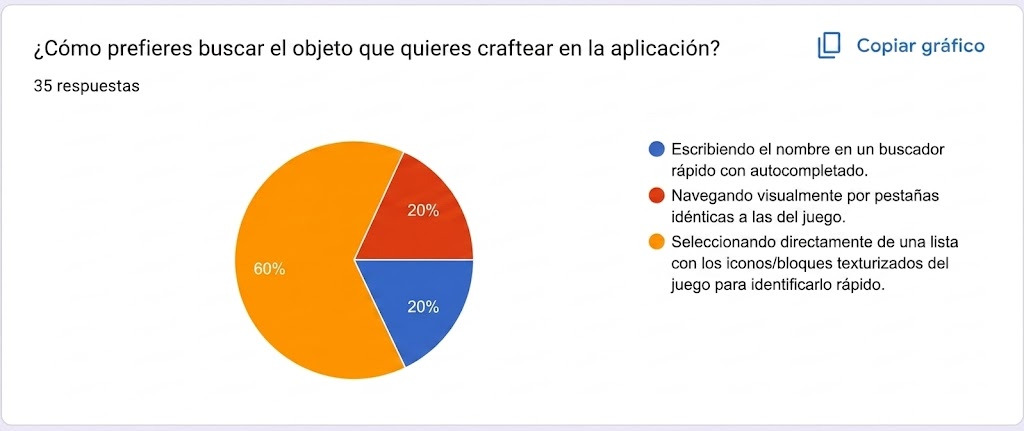 ¿Cómo prefieres buscar el objeto que quieres craftear en la aplicación?
Copiar gráfico
35 respuestas
20%
60%
20%
Escribiendo el nombre en un buscador
rápido con autocompletado.
Navegando visualmente por pestañas
idénticas a las del juego.
Seleccionando directamente de una lista
con los iconos/bloques texturizados del
juego para identificarlo rápido.